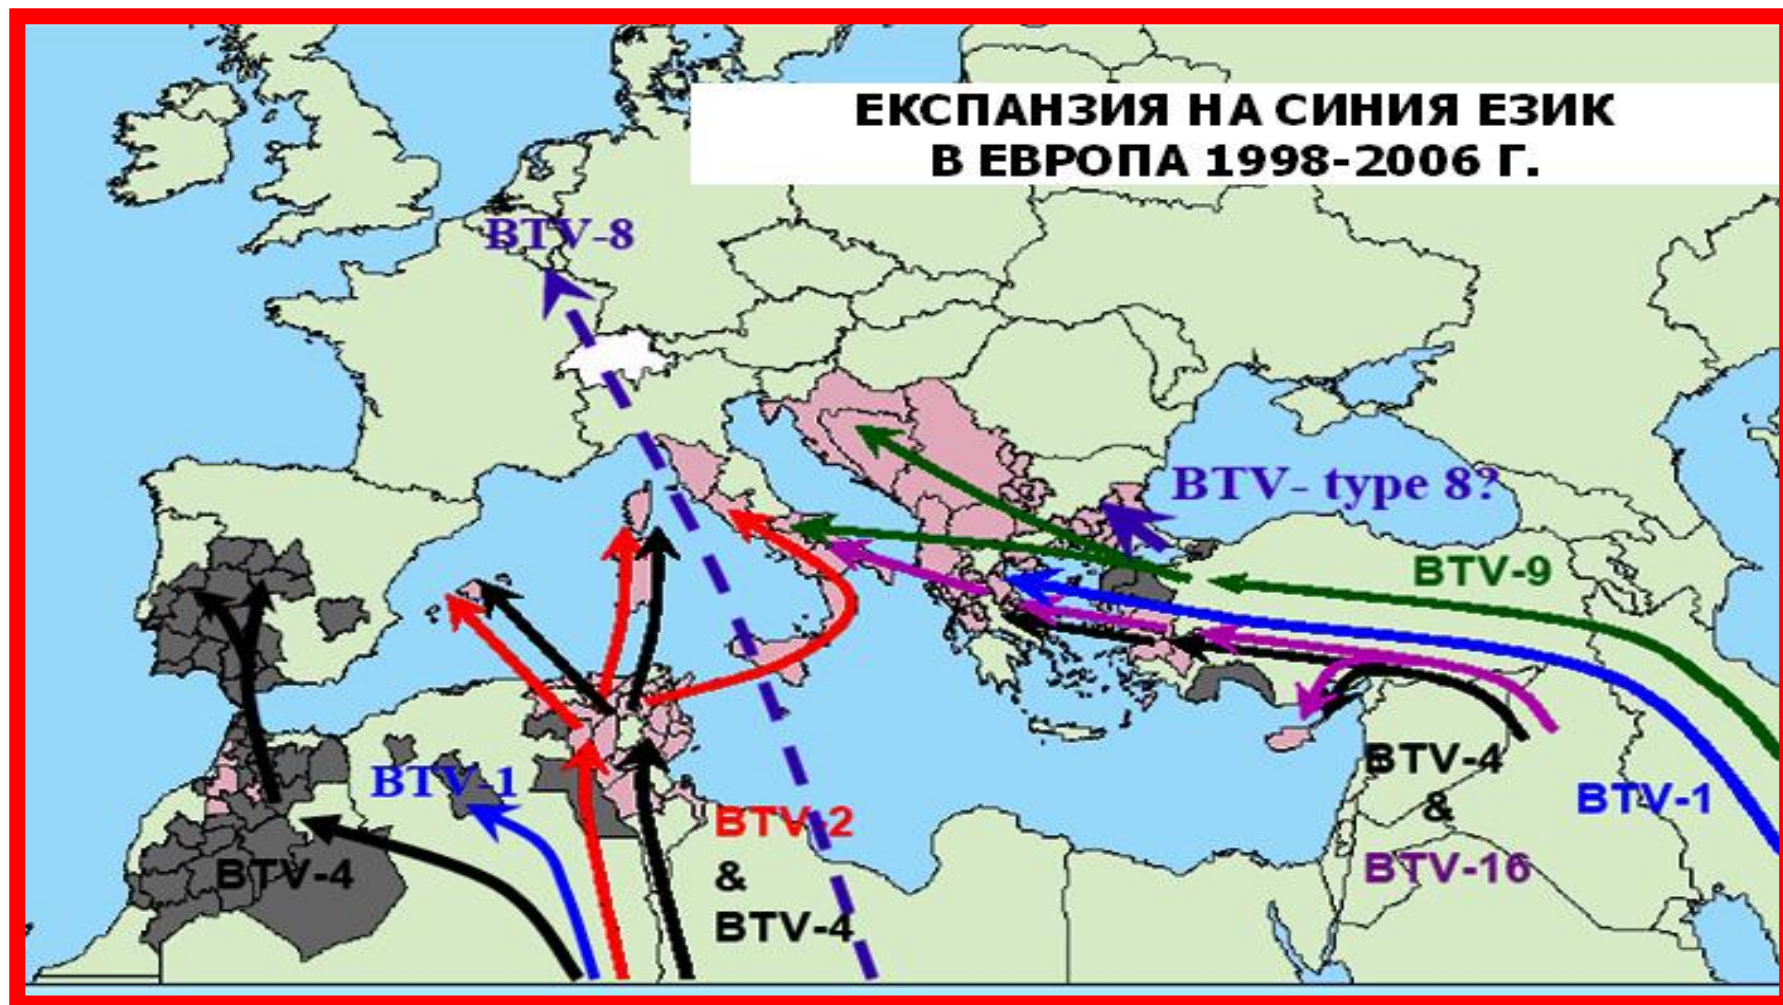 ЕКСПАНЗИЯ НА СИНИЯ ЕЗИК
В ЕВРОПА 1998-2006 Г.
BTV-8
BTV- type 8?
BTV-9
BTV-1
BTV-4
BTV-2
&
BTV-4
BTV-4
&
BTV-16
BTV-1